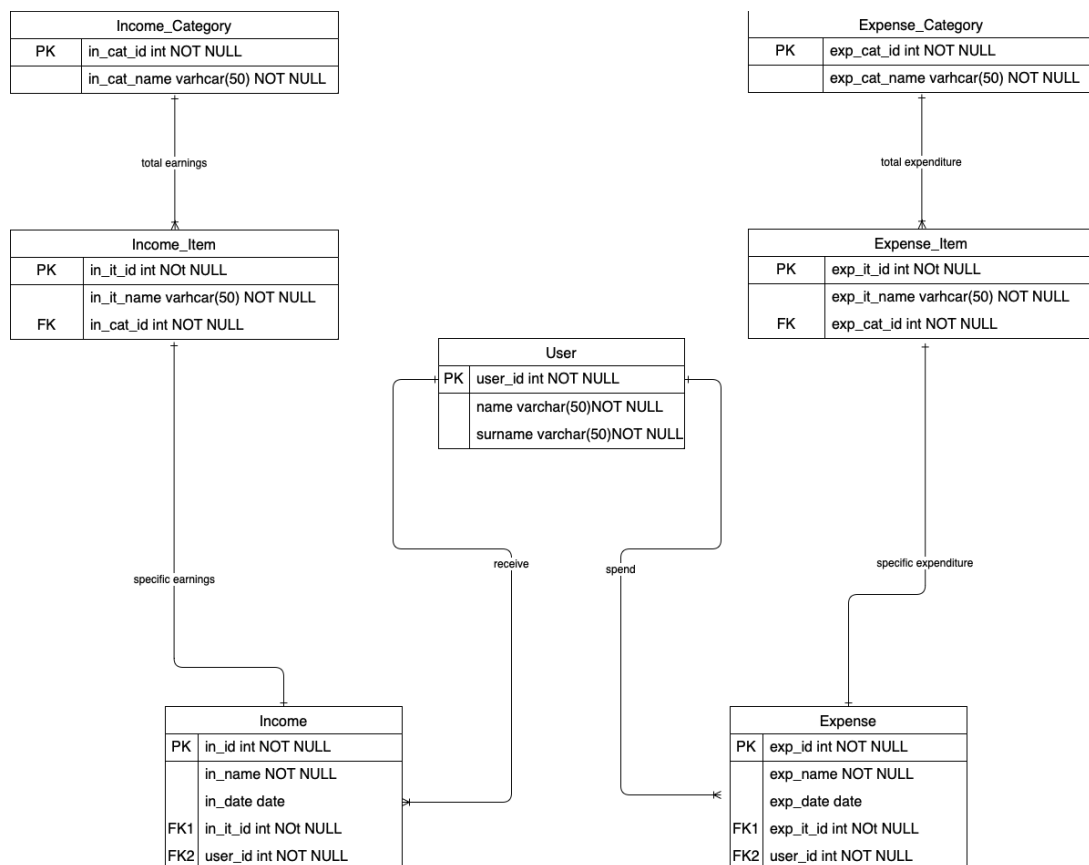 Income_Category
PK in_cat_id int NOT NULL
in_cat_name varhcar(50) NOT NULL
Expense_Category
PK exp_cat_id int NOT NULL
exp_cat_name varhcar(50) NOT NULL
total earnings
total expenditure
Income_Item
PK in_it_id int NOt NULL
in_it_name varhcar(50) NOT NULL
FK in_cat_id int NOT NULL
Expense_Item
PK exp_it_id int NOt NULL
exp_it_name varhcar(50) NOT NULL
FK exp_cat_id int NOT NULL
User
PK user_id int NOT NULL
name varchar(50)NOT NULL
surname varchar(50)NOT NULL
specific earnings
receive
spend
specific expenditure
Income
PK in_id int NOT NULL
in_name NOT NULL
in_date date
FK1 in_it_id int NOt NULL
FK2 user_id int NOT NULL
Expense
PK exp_id int NOT NULL
exp_name NOT NULL
exp_date date
FK1 exp_it_id int NOt NULL
FK2 user_id int NOT NULL